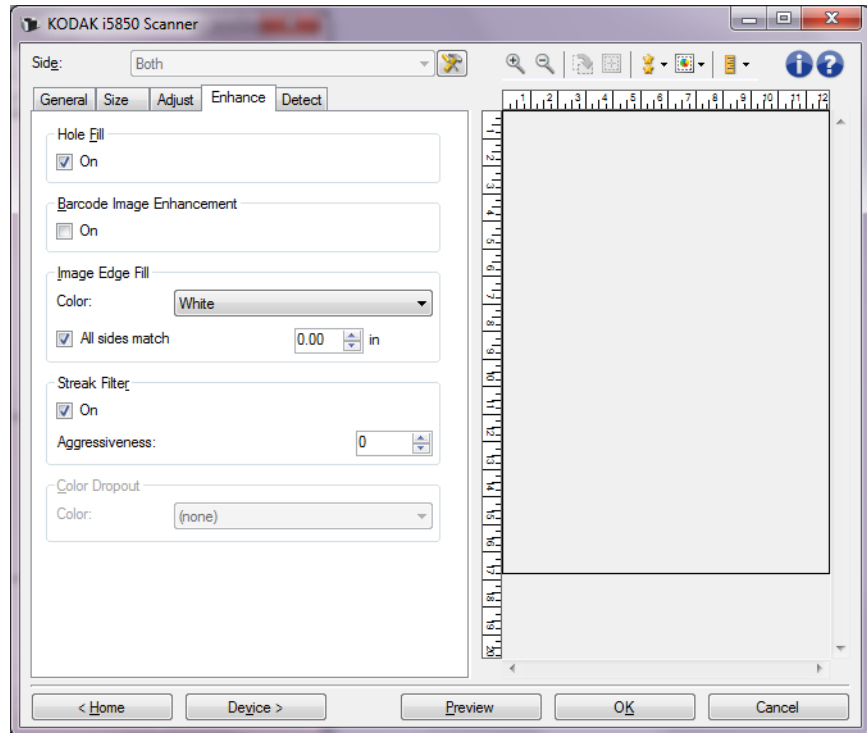 KODAK i5850 Scanner
Side: Both
General Size Adjust Enhance Detect
1 2 3 4 5 6 7 8 9 10 11 12
Hole Fill
On
Barcode Image Enhancement
On
Image Edge Fill
Color: White
All sides match 0.00 in
Streak Filter
On
Aggressiveness: 0
Color Dropout
Color: (none)
1
2
3
4
5
6
7
8
9
10
11
12
13
14
15
16
17
18
19
20
< Home Device > Preview OK Cancel